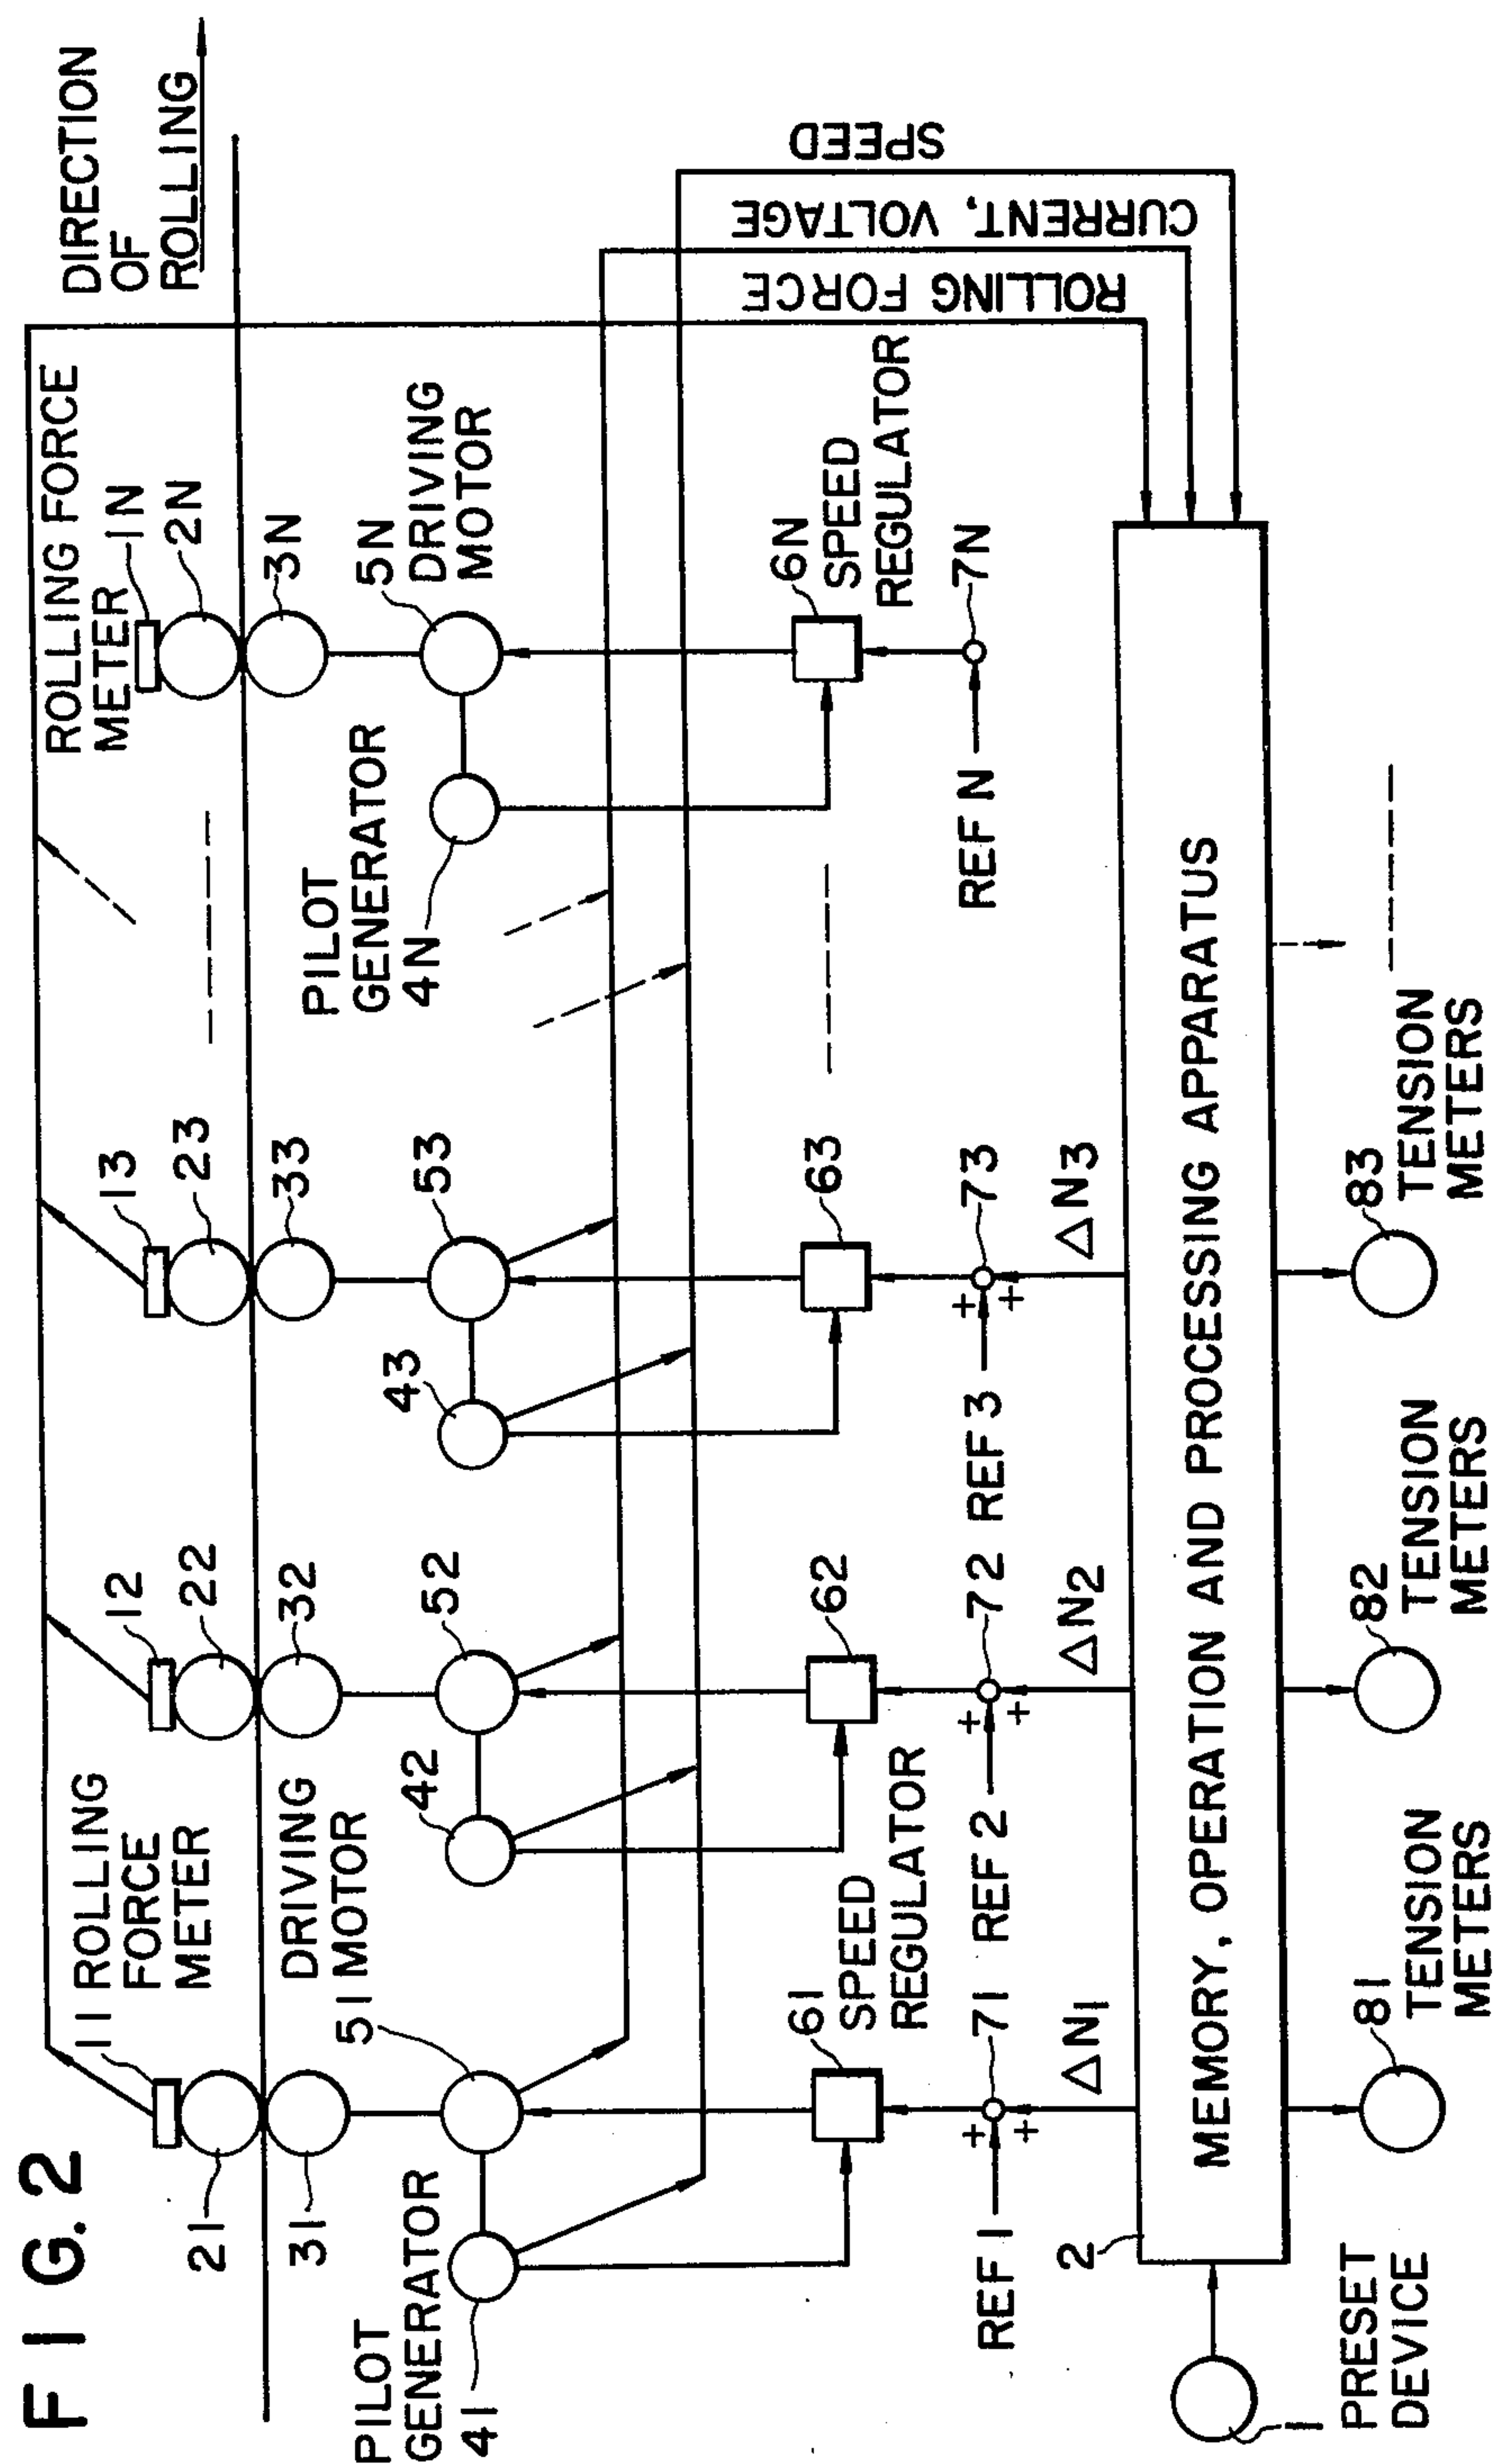 FIG. 2
DIRECTION
OF
ROLLING
11 ROLLING
FORCE
METER
12
13
ROLLING FORCE
METER
1N
21
22
23
2N
31
32
33
3N
PILOT
GENERATOR
41
DRIVING
51 MOTOR
42
52
43
53
PILOT
GENERATOR
4N
5N
DRIVING
MOTOR
ROLLING FORCE
CURRENT, VOLTAGE
SPEED
61
SPEED
REGULATOR
62
63
6N
SPEED
REGULATOR
REF 1
71
+
+
REF 2
72
+
+
REF 3
73
+
+
REF N
7N
ΔN1
ΔN2
ΔN3
2
MEMORY, OPERATION AND PROCESSING APPARATUS
1
PRESET
DEVICE
81
TENSION
METERS
82
TENSION
METERS
83
TENSION
METERS